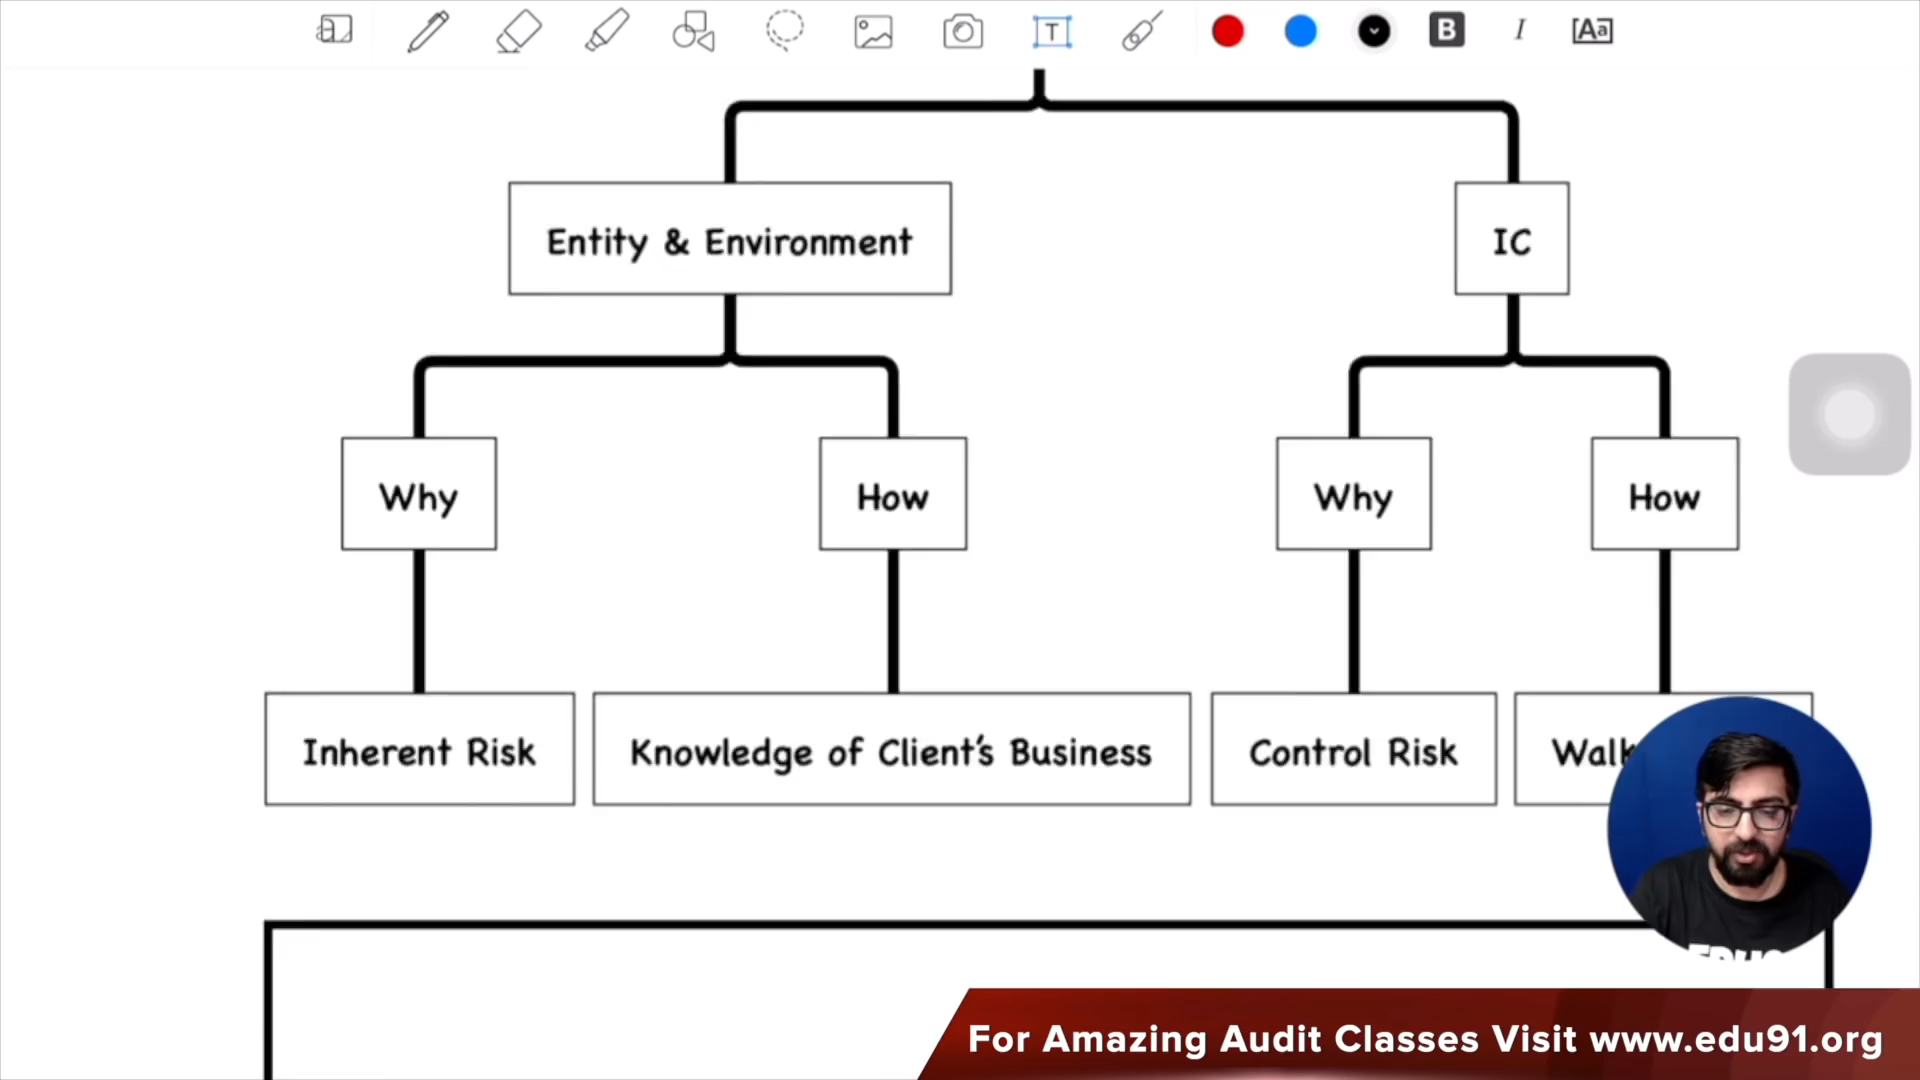 a T B I Aa
Entity & Environment IC
Why How Why How
Inherent Risk Knowledge of Client's Business Control Risk
For Amazing Audit Classes Visit www.edu91.org